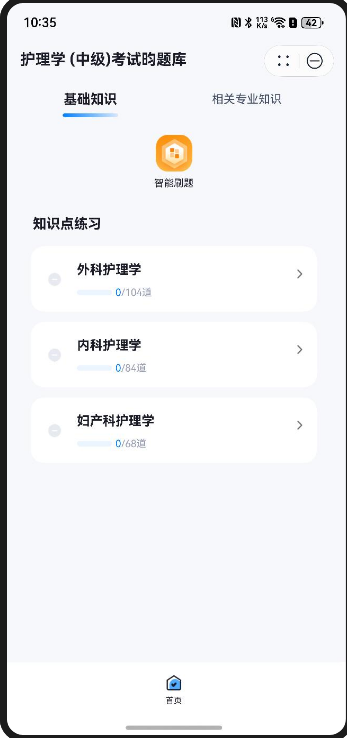 10:35
113 K/s
6
42
护理学 (中级)考试昀题库
基础知识
相关专业知识
智能刷题
知识点练习
外科护理学
0/104道
内科护理学
0/84道
妇产科护理学
0/68道
首页